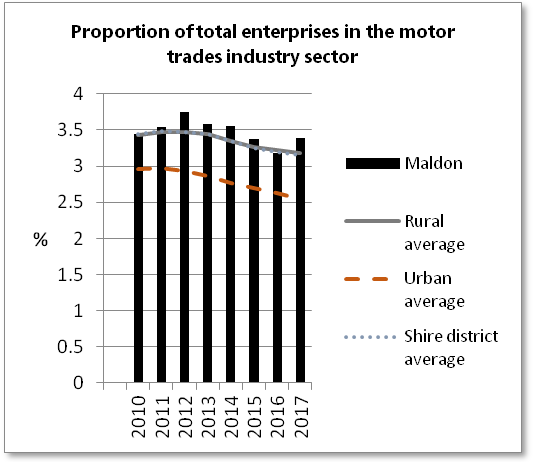 Proportion of total enterprises in the motor
trades industry sector
4
3.5
3
2.5
2
1.5
1
0.5
0
%
2010
2011
2012
2013
2014
2015
2016
2017
Maldon
Rural
average
Urban
average
Shire district
average